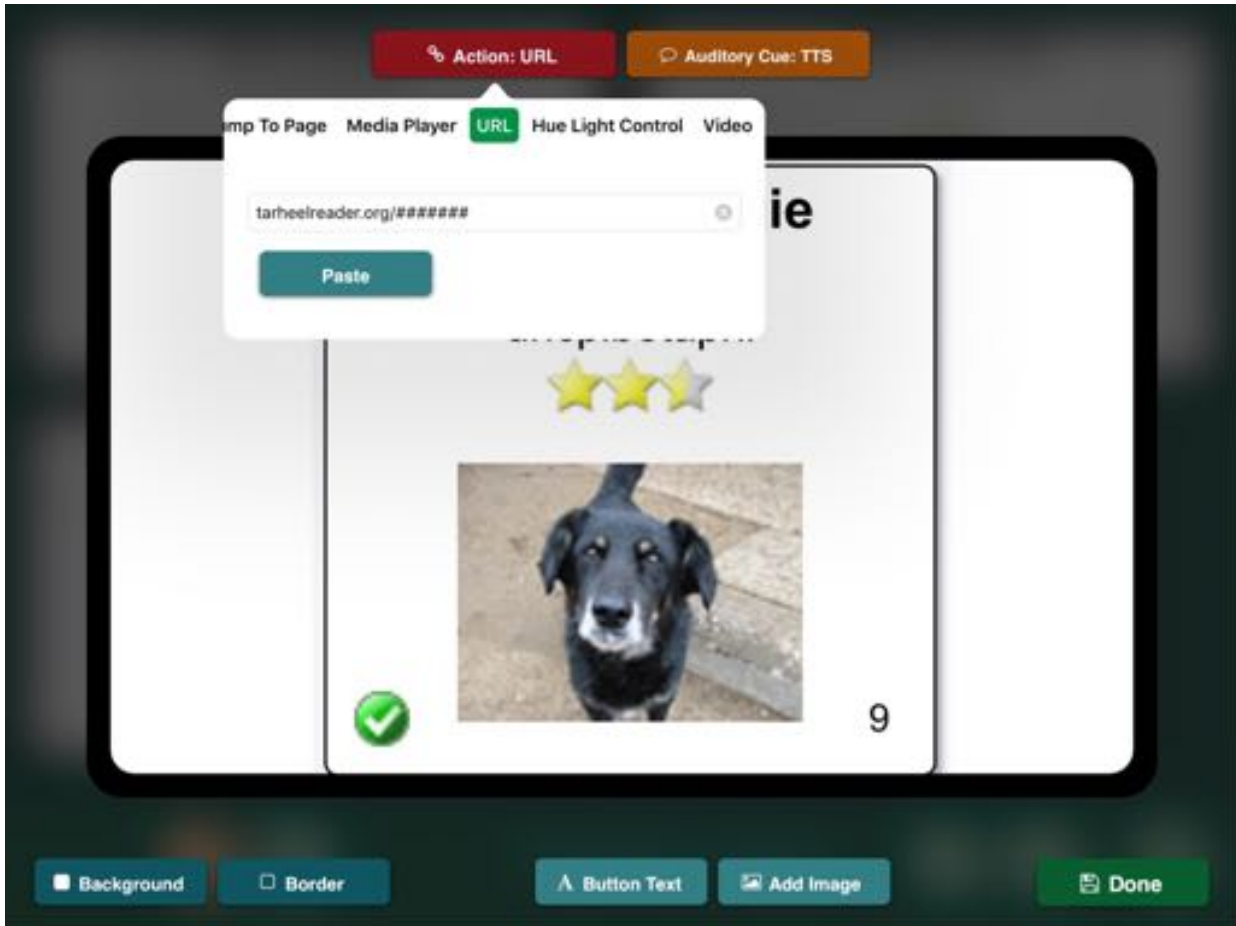 Action: URL
Auditory Cue: TTS
mp To Page Media Player URL Hue Light Control Video
tarheelreader.org/#######
ie
Paste
9
Background
Border
A Button Text
Add Image
Done